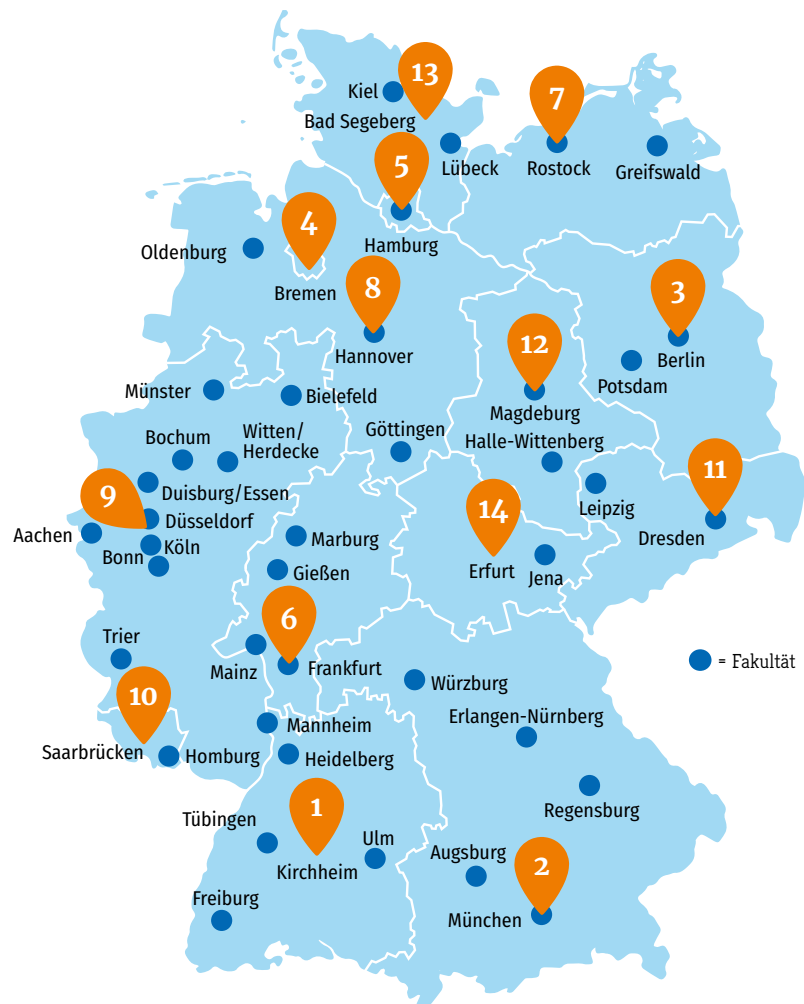 13
Kiel
7
Bad Segeberg
5
Lübeck
Rostock
Greifswald
4
Hamburg
Oldenburg
3
8
Bremen
12
Hannover
Berlin
Potsdam
Münster
Bielefeld
Magdeburg
Göttingen
Witten/
Herdecke
Bochum
Halle-Wittenberg
11
9
Duisburg/Essen
Leipzig
14
Düsseldorf
Aachen
Marburg
Dresden
Köln
Bonn
Erfurt
Jena
Gießen
6
Trier
Mainz
Frankfurt
= Fakultät
Würzburg
10
Erlangen-Nürnberg
Mannheim
Saarbrücken
Homburg
Heidelberg
1
Regensburg
Tübingen
Ulm
Augsburg
2
Kirchheim
Freiburg
München